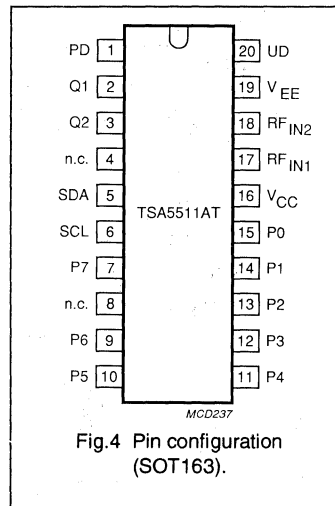 PD 1 20 UD
Q1 2 19 VEE
Q2 3 18 RFIN2
n.c. 4 17 RFIN1
SDA 5 16 VCC
TSA5511AT
SCL 6 15 P0
P7 7 14 P1
n.c. 8 13 P2
P6 9 12 P3
P5 10 11 P4
MCD237
Fig.4 Pin configuration
(SOT163).